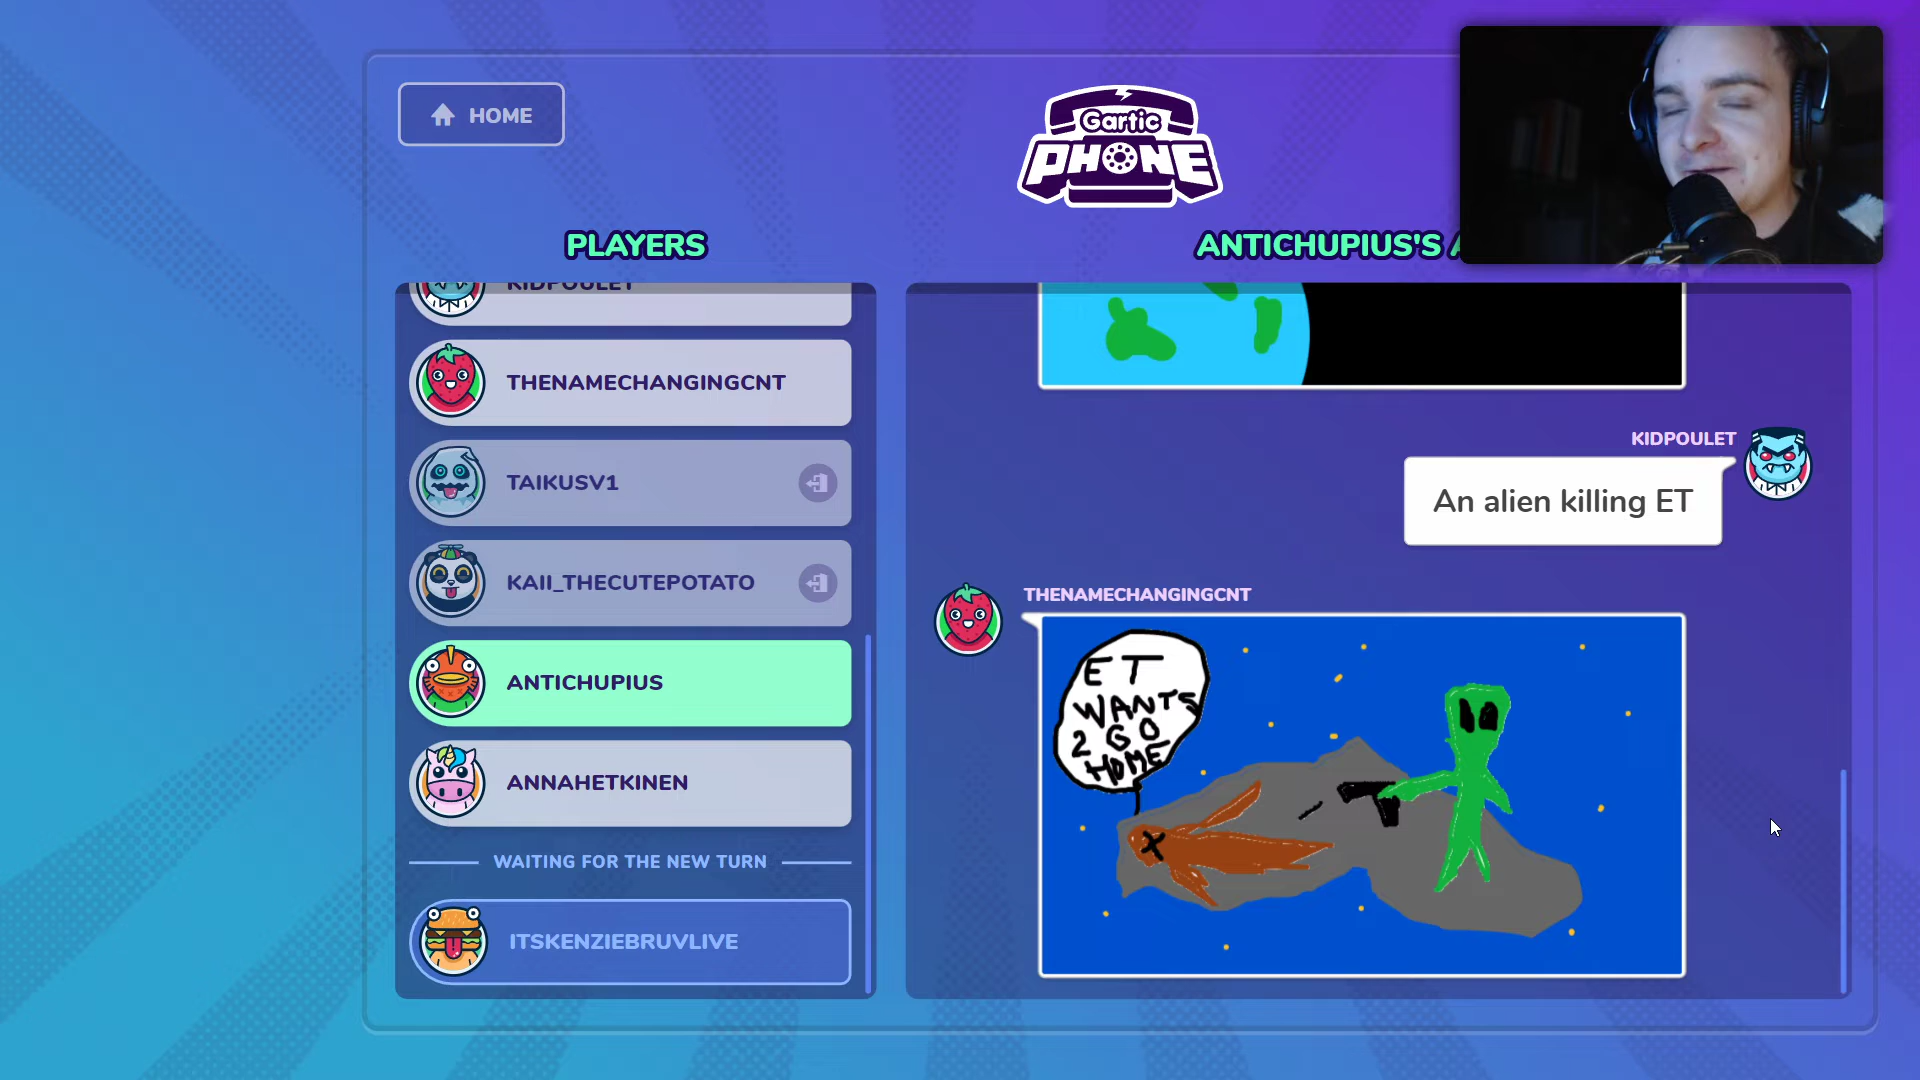 HOME
Gartic
PHONE
PLAYERS
ANTICHUPIUS'S
KIDPOULET
THENAMECHANGINGCNT
TAIKUSV1
KAII_THECUTEPOTATO
ANTICHUPIUS
ANNAHETKINEN
WAITING FOR THE NEW TURN
ITSKENZIEBRUVLIVE
KIDPOULET
An alien killing ET
THENAMECHANGINGCNT
ET
WANTS
2 GO
HOME